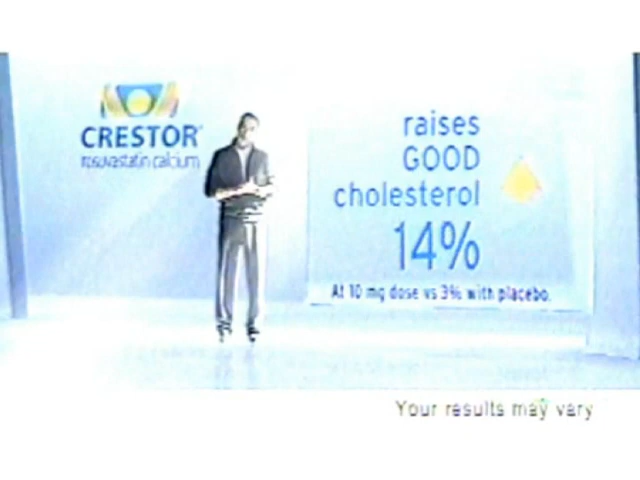 CRESTOR
rosuvastatin calcium
raises
GOOD
cholesterol
14%
At 10 mg dose vs 3% with placebo.
Your results may vary